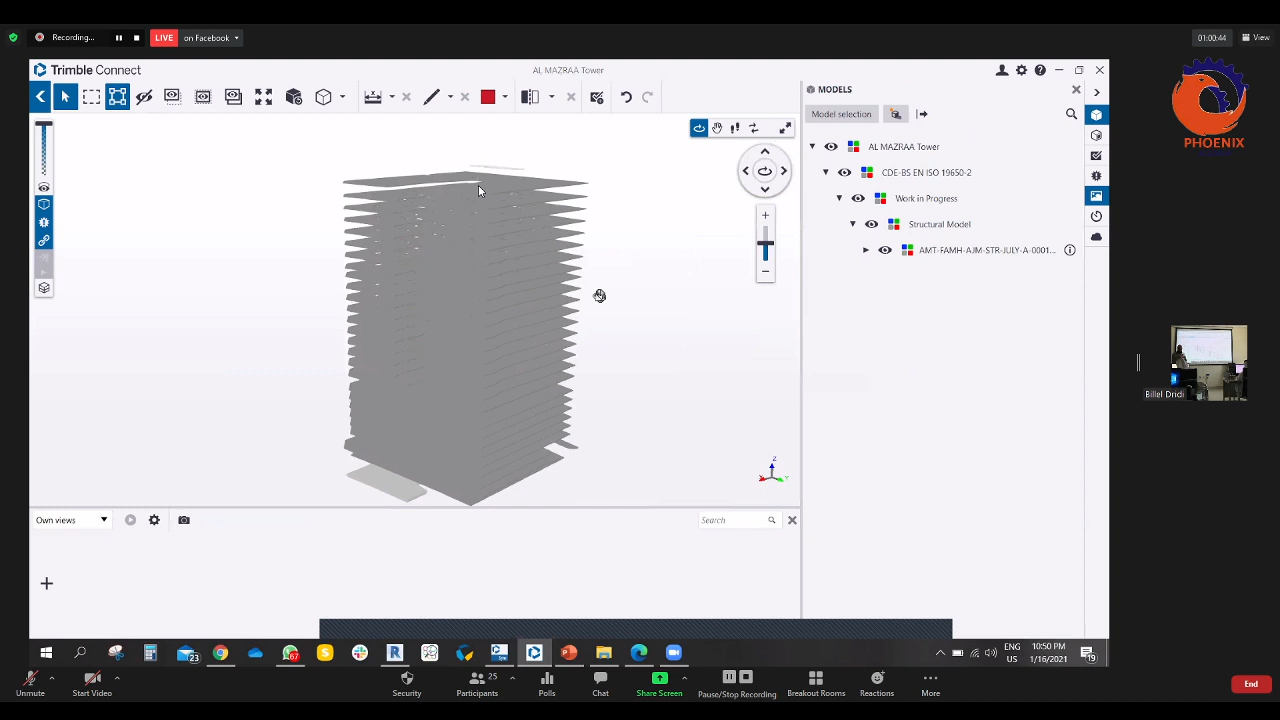 Recording...
LIVE
on Facebook
01:00:44
View
Trimble Connect
AL MAZRAA Tower
MODELS
Model selection
AL MAZRAA Tower
CDE-BS EN ISO 19650-2
Work in Progress
Structural Model
AMT-FAMH-AJM-STR-JULY-A-0001...
PHOENIX
Billel Dridi
Z
X
Y
Own views
Search
23
67
ENG
US
10:50 PM
1/16/2021
19
Unmute
Start Video
Security
Participants
25
Polls
Chat
Share Screen
Pause/Stop Recording
Breakout Rooms
Reactions
More
End